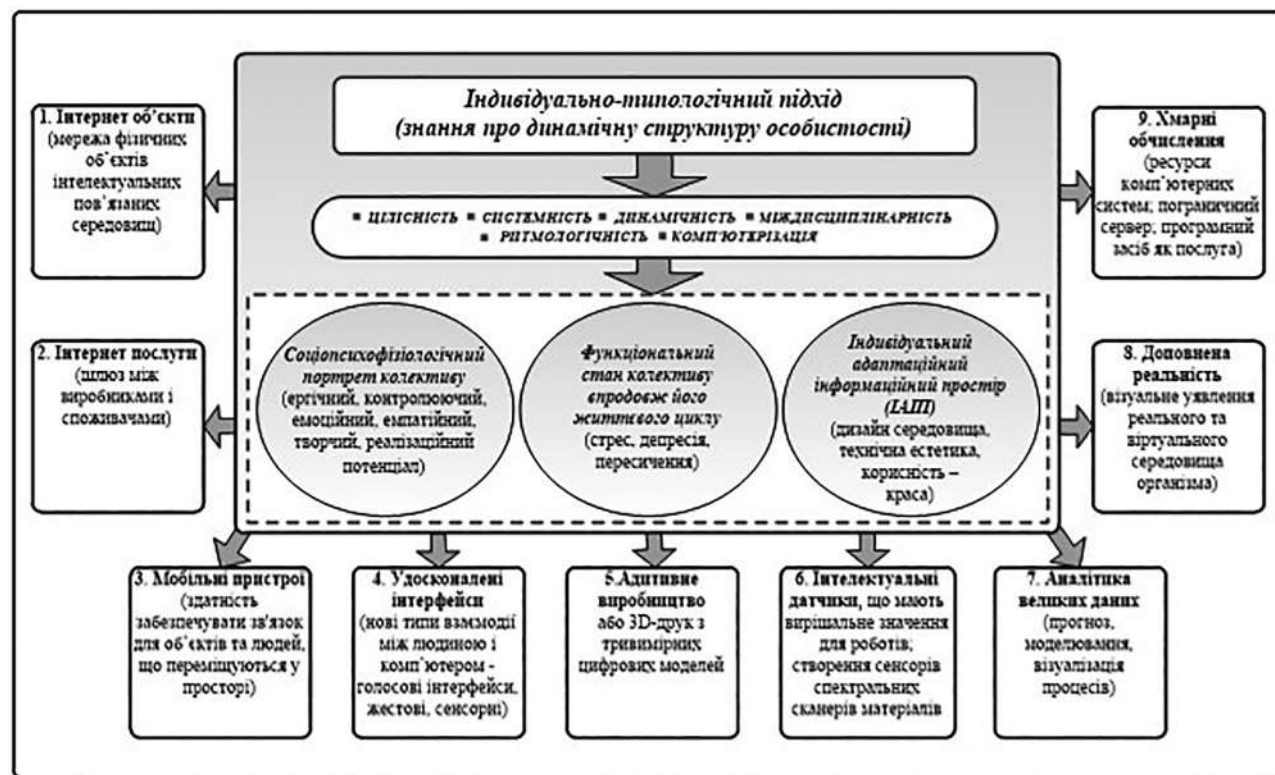 Індивідуально-типологічний підхід
(знання про динамічну структуру особистості)
▪ ЦІЛІСНІСТЬ ▪ СИСТЕМНІСТЬ ▪ ДИНАМІЧНІСТЬ ▪ МІЖДИСЦИПЛІНАРНІСТЬ
▪ РИТМОЛОГІЧНІСТЬ ▪ КОМП'ЮТЕРИЗАЦІЯ
Соціопсихофізіологічний
портрет колективу
(ергічний, контролюючий,
емоційний, емпатійний,
творчий, реалізаційний
потенціал)
Функціональний
стан колективу
впродовж його
життєвого циклу
(стрес, депресія,
пересичення)
Індивідуальний
адаптаційний
інформаційний простір
(ІАІП)
(дизайн середовища,
технічна естетика,
корисність –
краса)
1. Інтернет об'єкти
(мережа фізичних
об'єктів
інтелектуальних
пов'язаних
середовищ)
2. Інтернет послуги
(шлюз між
виробниками і
споживачами)
3. Мобільні пристрої
(здатність
забезпечувати зв'язок
для об'єктів та людей,
що переміщуються у
просторі)
4. Удосконалені
інтерфейси
(нові типи взаємодії
між людиною і
комп'ютером -
голосові інтерфейси,
жестові, сенсорні)
5.Адитивне
виробництво
або 3D-друк з
тривимірних
цифрових моделей
6. Інтелектуальні
датчики, що мають
вирішальне значення
для роботів;
створення сенсорів
спектральних
сканерів матеріалів
7. Аналітика
великих даних
(прогноз,
моделювання,
візуалізація
процесів)
8. Доповнена
реальність
(візуальне уявлення
реального та
віртуального
середовища
організма)
9. Хмарні
обчислення
(ресурси
комп'ютерних
систем; пограничний
сервер; програмний
засіб як послуга)